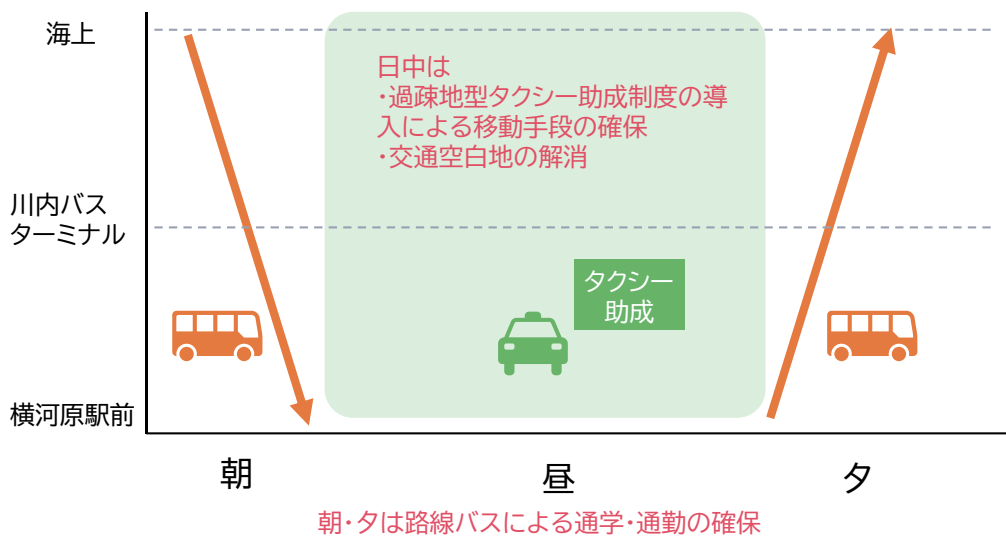 海上
日中は
・過疎地型タクシー助成制度の導
入による移動手段の確保
・交通空白地の解消
川内バス
ターミナル
タクシー
助成
横河原駅前
朝
昼
夕
朝・夕は路線バスによる通学・通勤の確保